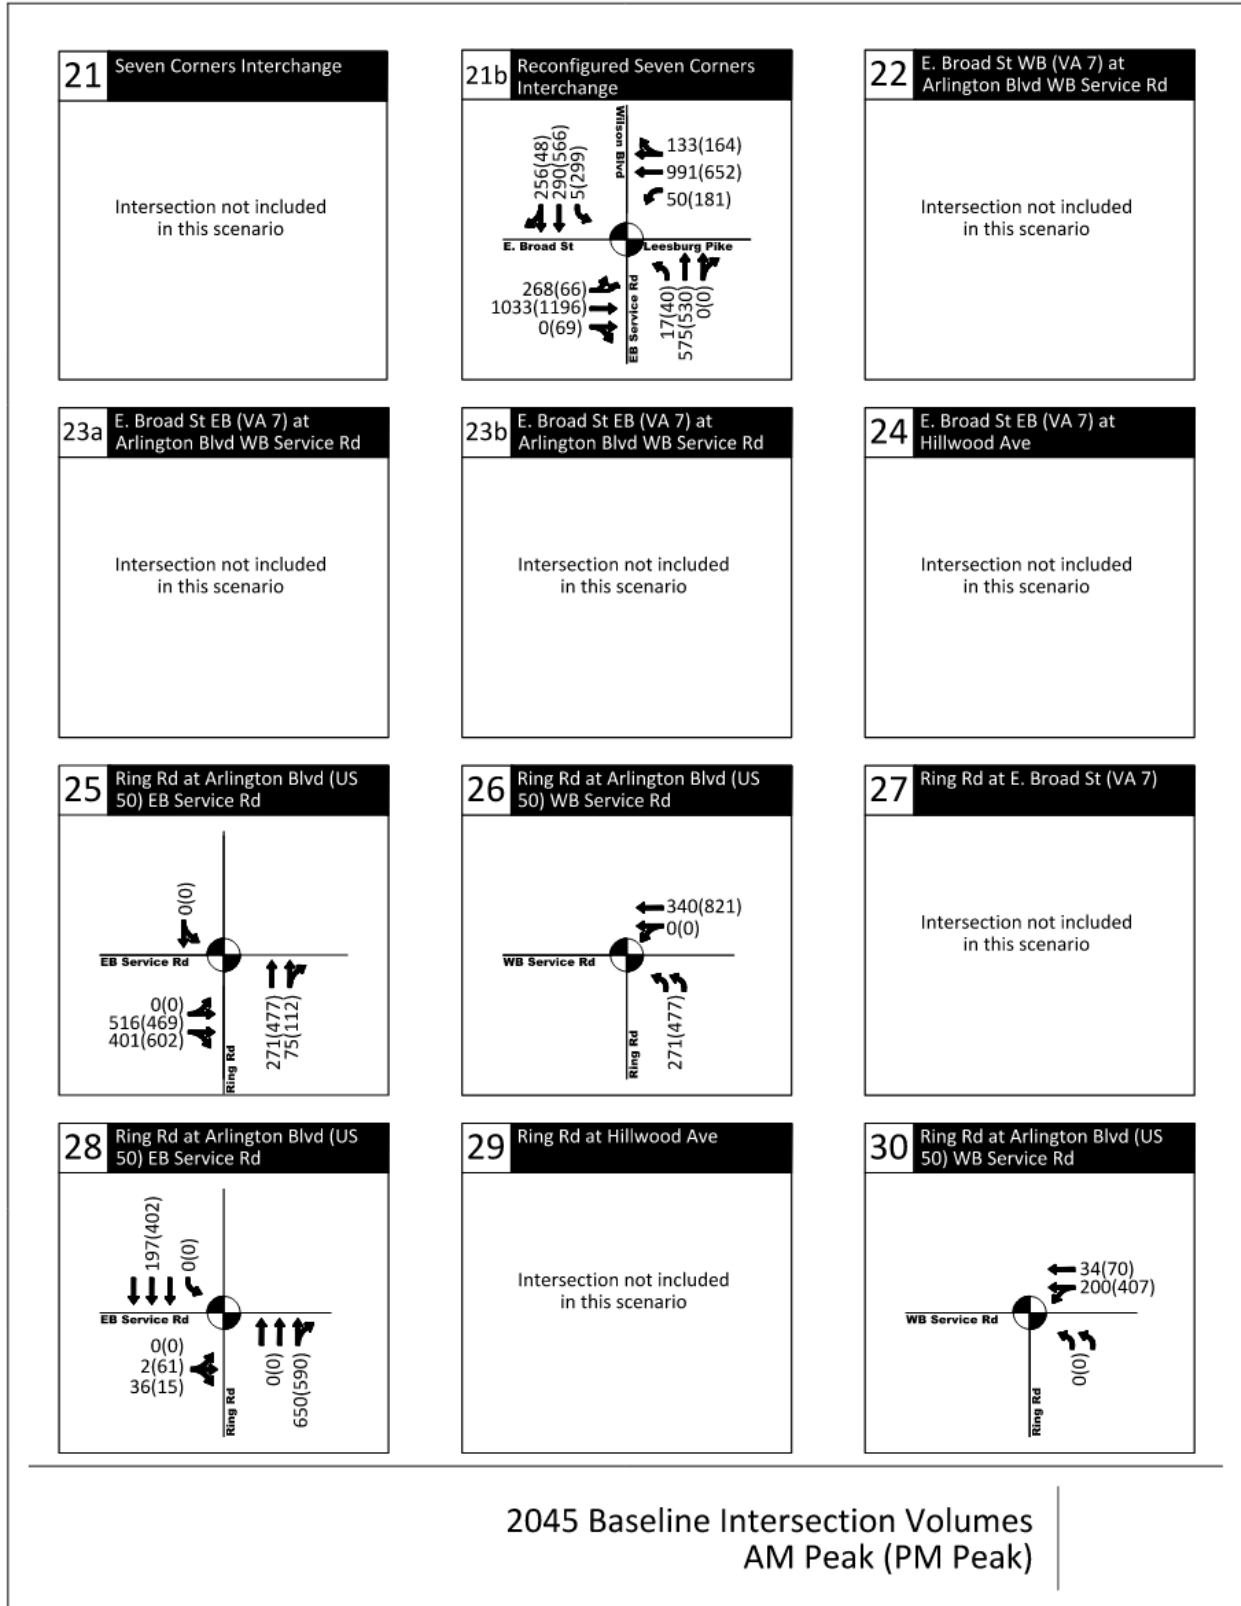 21
Seven Corners Interchange
Intersection not included
in this scenario
21b
Reconfigured Seven Corners
Interchange
Wilson Blvd
256(48)
290(566)
5(299)
133(164)
991(652)
50(181)
E. Broad St
Leesburg Pike
268(66)
1033(1196)
0(69)
EB Service Rd
17(40)
575(530)
0(0)
22
E. Broad St WB (VA 7) at
Arlington Blvd WB Service Rd
Intersection not included
in this scenario
23a
E. Broad St EB (VA 7) at
Arlington Blvd WB Service Rd
Intersection not included
in this scenario
23b
E. Broad St EB (VA 7) at
Arlington Blvd WB Service Rd
Intersection not included
in this scenario
24
E. Broad St EB (VA 7) at
Hillwood Ave
Intersection not included
in this scenario
25
Ring Rd at Arlington Blvd (US
50) EB Service Rd
0(0)
EB Service Rd
0(0)
516(469)
401(602)
Ring Rd
271(477)
75(112)
26
Ring Rd at Arlington Blvd (US
50) WB Service Rd
340(821)
0(0)
WB Service Rd
Ring Rd
271(477)
27
Ring Rd at E. Broad St (VA 7)
Intersection not included
in this scenario
28
Ring Rd at Arlington Blvd (US
50) EB Service Rd
197(402)
0(0)
EB Service Rd
0(0)
2(61)
36(15)
Ring Rd
0(0)
650(590)
29
Ring Rd at Hillwood Ave
Intersection not included
in this scenario
30
Ring Rd at Arlington Blvd (US
50) WB Service Rd
34(70)
200(407)
WB Service Rd
Ring Rd
0(0)
2045 Baseline Intersection Volumes
AM Peak (PM Peak)